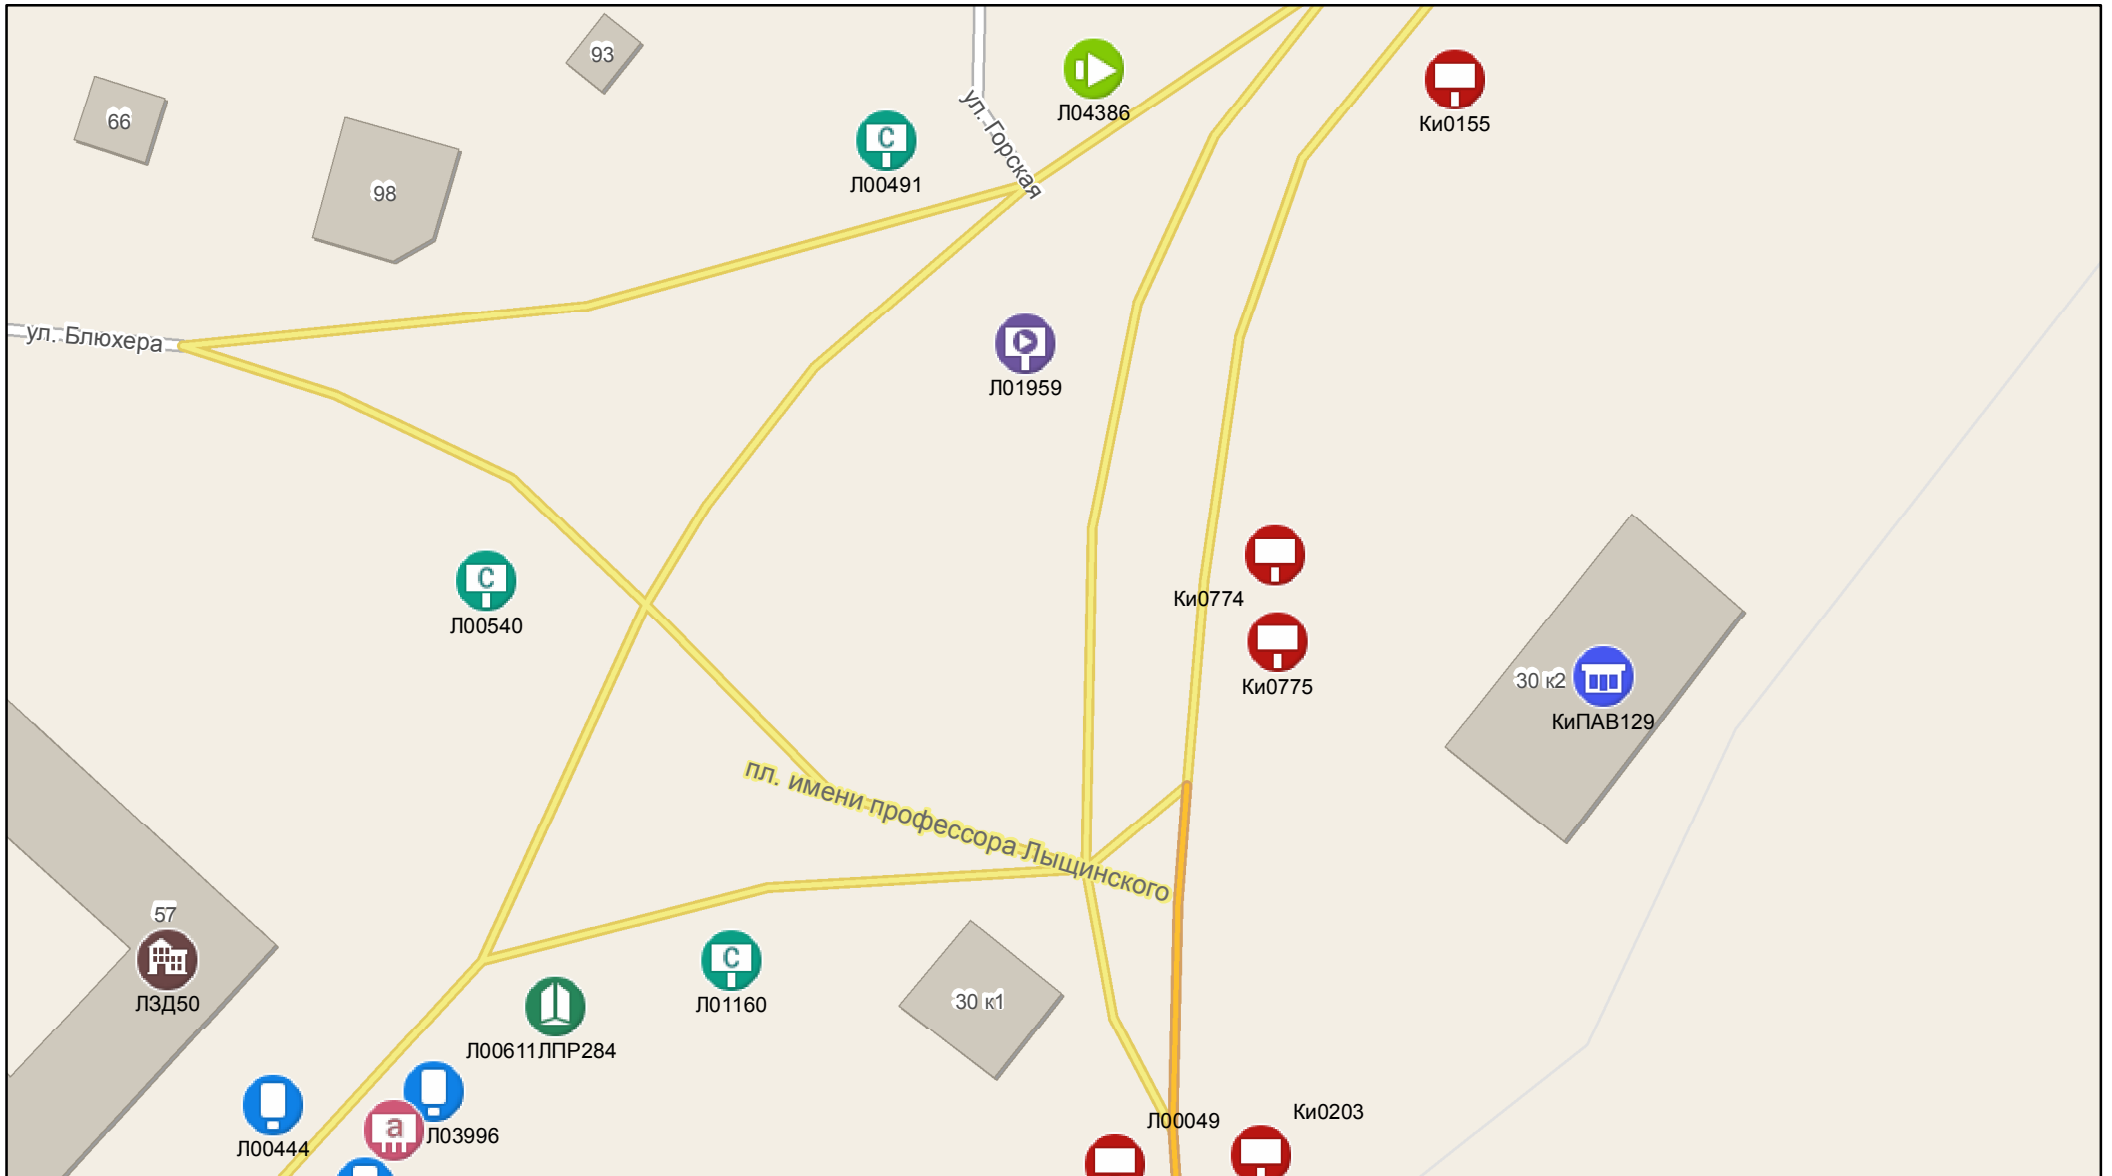 93
66
98
ул. Горская
Л04386
Ки0155
С
Л00491
ул. Блюхера
Л01959
С
Л00540
Ки0774
Ки0775
30 к2
КиПАВ129
пл. имени профессора Лыщинского
57
ЛЗД50
С
Л01160
30 к1
Л00611ЛПР284
Л00444
а
Л03996
Л00049
Ки0203